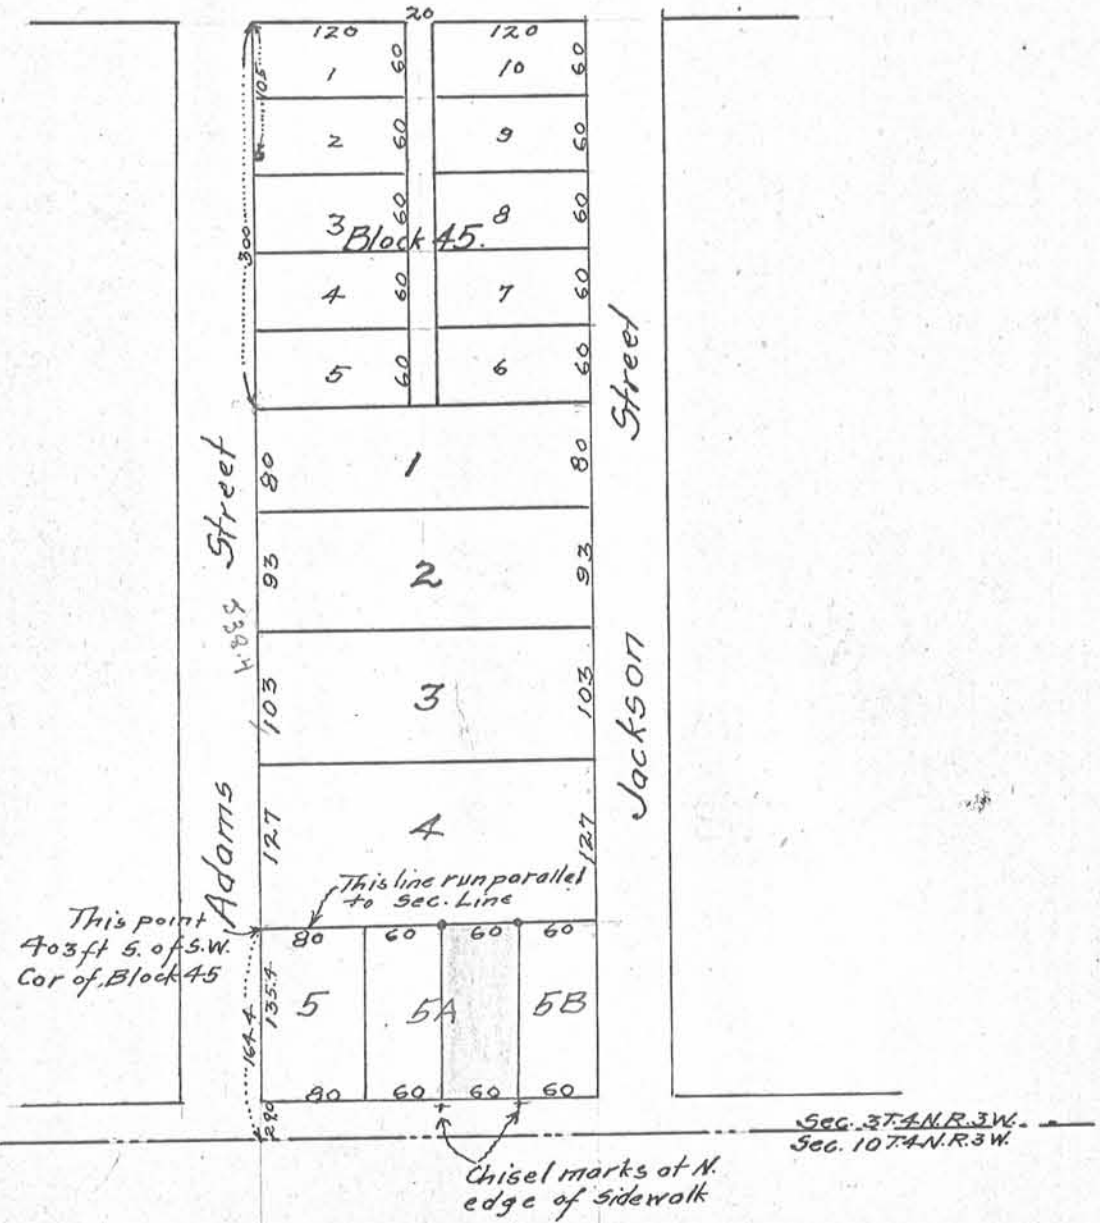 20
120 120
1 60 10 60
105
2 60 9 60
3 60 8 60
Block 45.
300
4 60 7 60
5 60 6 60
Adams Street
Jackson Street
80 1 80
93 2 93
538.4
103 3 103
127 4 127
This line run parallel
to Sec. Line
This point
403 ft S. of S.W.
Cor of Block 45
80 60 60 60
135.4 5 5A 5B
164.4
80 60 60 60
29.0
Sec. 3 T.4 N.R.3 W.
Sec. 10 T.4 N.R.3 W.
Chisel marks at N.
edge of Sidewalk